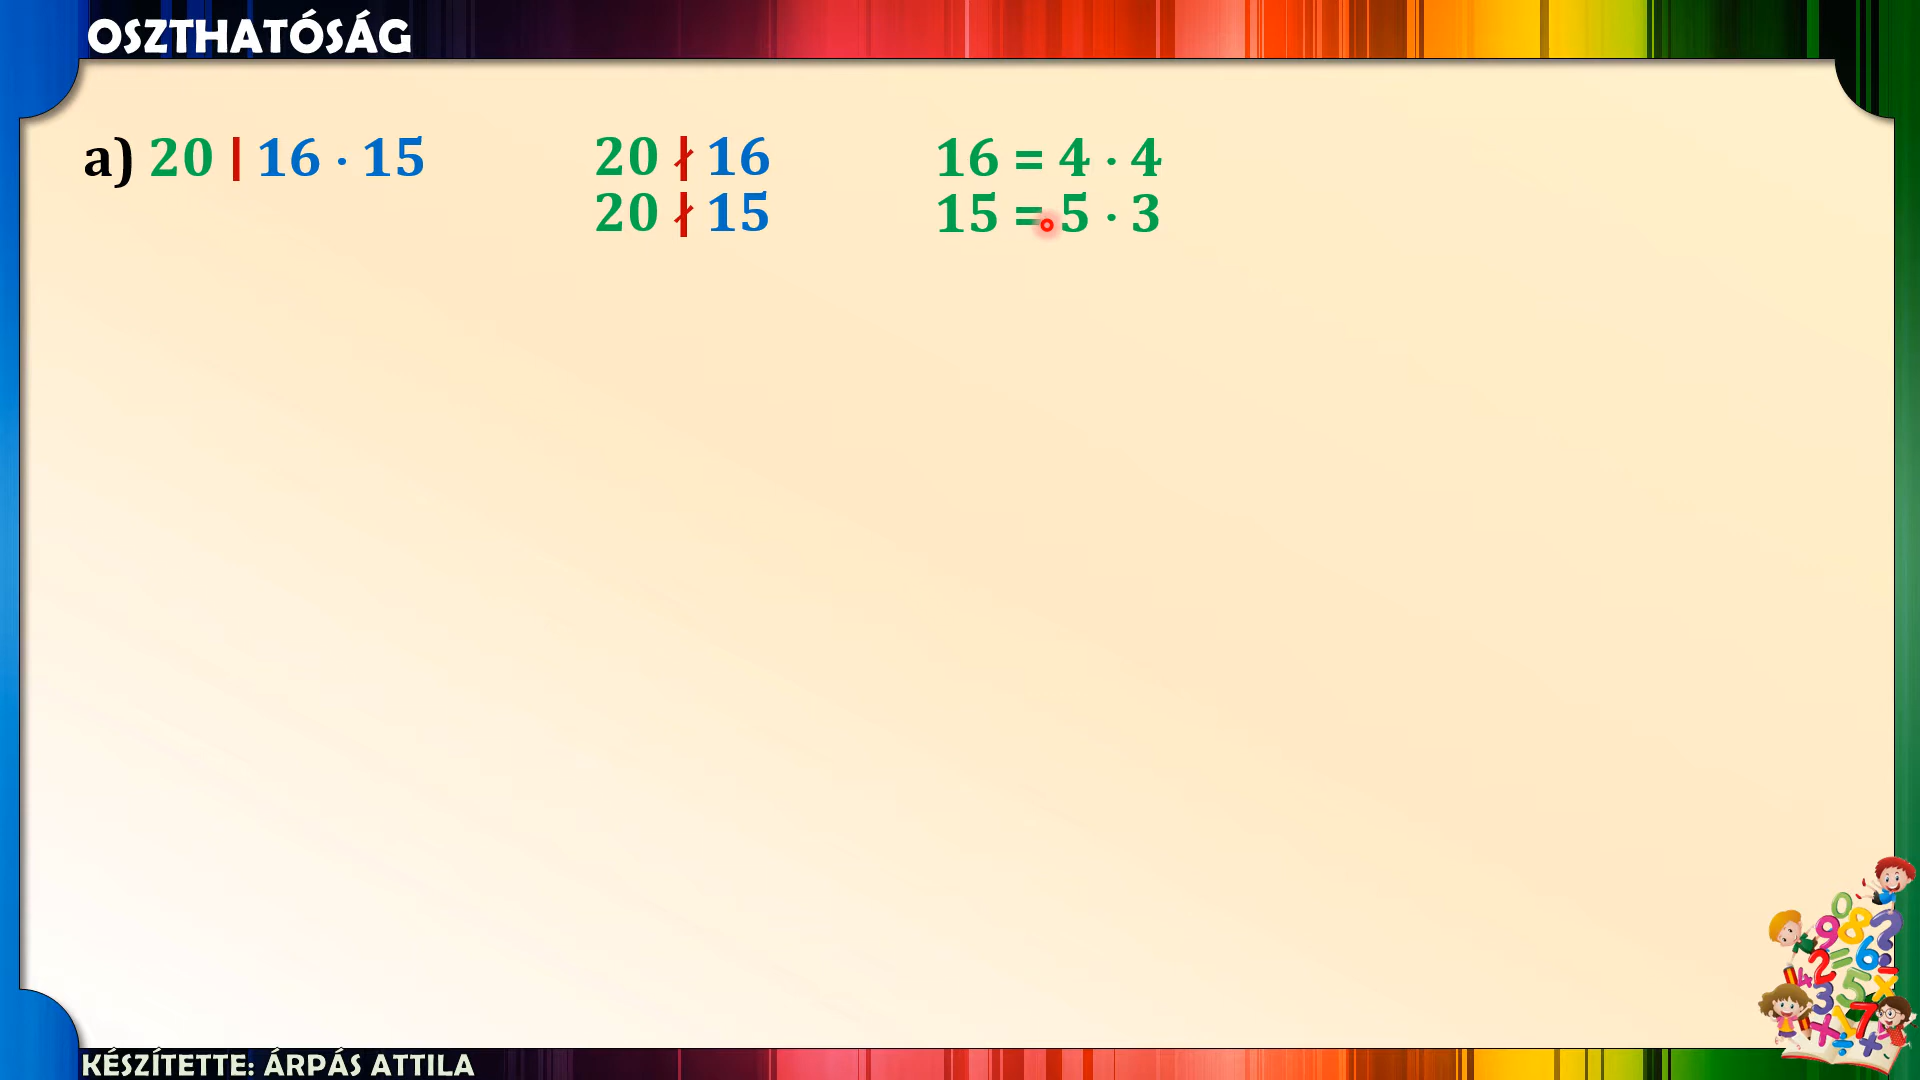 OSZTHATÓSÁG
a) 20 | 16 · 15
20 ∤ 16
20 ∤ 15
16 = 4 · 4
15 = 5 · 3
KÉSZÍTETTE: ÁRPÁS ATTILA